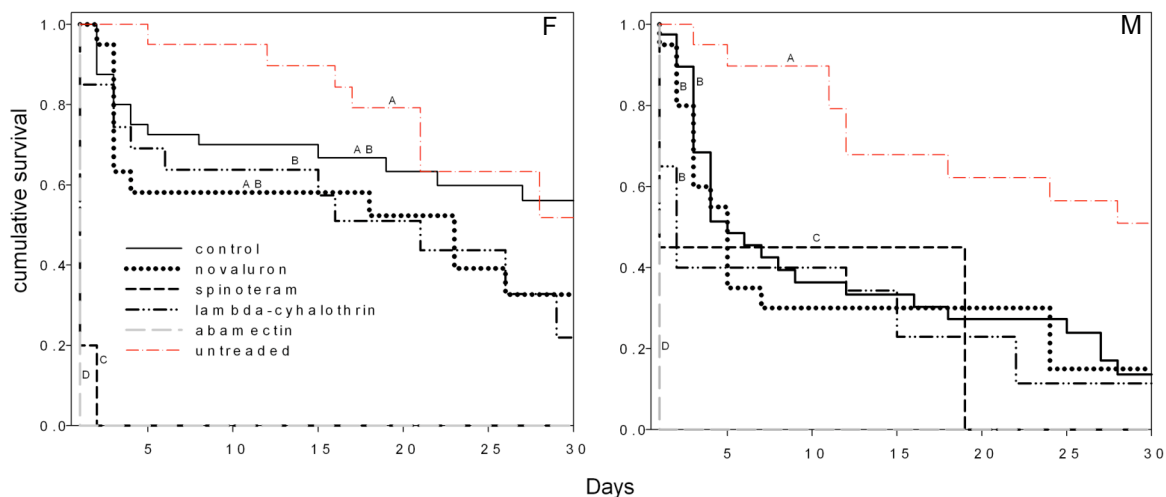 F
M
cumulative survival
1.0
0.8
0.6
0.4
0.2
0.0
5
10
15
20
25
30
A
A B
B
A B
C
D
control
novaluron
spinoteram
lambda-cyhalothrin
abamectin
untreaded
1.0
0.8
0.6
0.4
0.2
0.0
5
10
15
20
25
30
A
B
B
B
C
D
Days